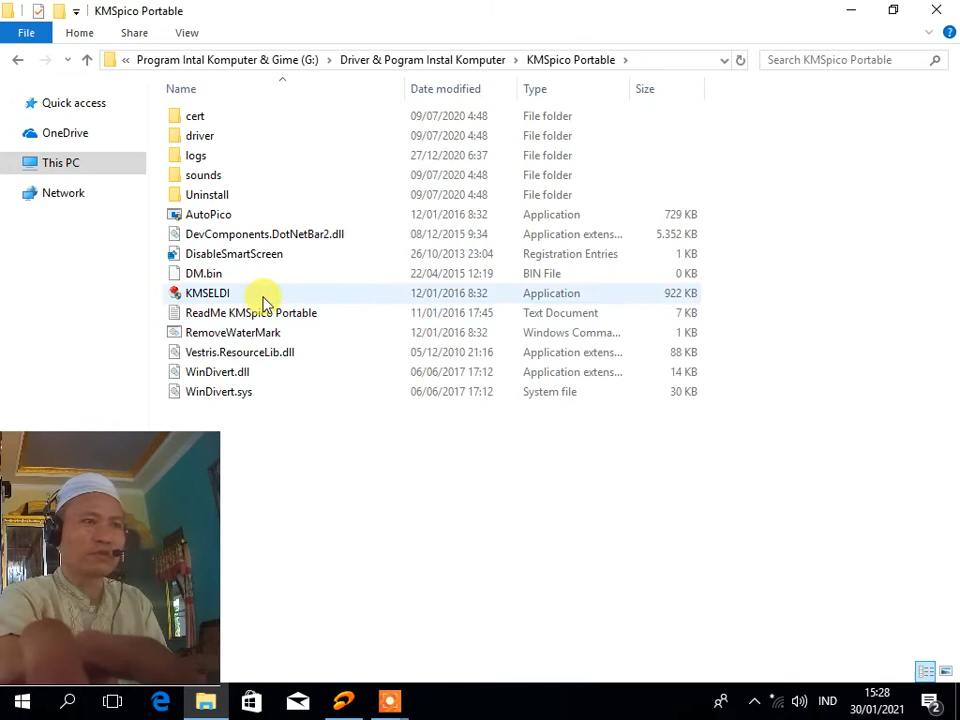 KMSpico Portable
File Home Share View
« Program Intal Komputer & Gime (G:) > Driver & Pogram Instal Komputer > KMSpico Portable > Search KMSpico Portable
Name Date modified Type Size
Quick access
OneDrive
This PC
Network
cert 09/07/2020 4:48 File folder
driver 09/07/2020 4:48 File folder
logs 27/12/2020 6:37 File folder
sounds 09/07/2020 4:48 File folder
Uninstall 09/07/2020 4:48 File folder
AutoPico 12/01/2016 8:32 Application 729 KB
DevComponents.DotNetBar2.dll 08/12/2015 9:34 Application extens... 5.352 KB
DisableSmartScreen 26/10/2013 23:04 Registration Entries 1 KB
DM.bin 22/04/2015 12:19 BIN File 0 KB
KMSELDI 12/01/2016 8:32 Application 922 KB
ReadMe KMSpico Portable 11/01/2016 17:45 Text Document 7 KB
RemoveWaterMark 12/01/2016 8:32 Windows Comma... 1 KB
Vestris.ResourceLib.dll 05/12/2010 21:16 Application extens... 88 KB
WinDivert.dll 06/06/2017 17:12 Application extens... 14 KB
WinDivert.sys 06/06/2017 17:12 System file 30 KB
IND
15:28
30/01/2021
2